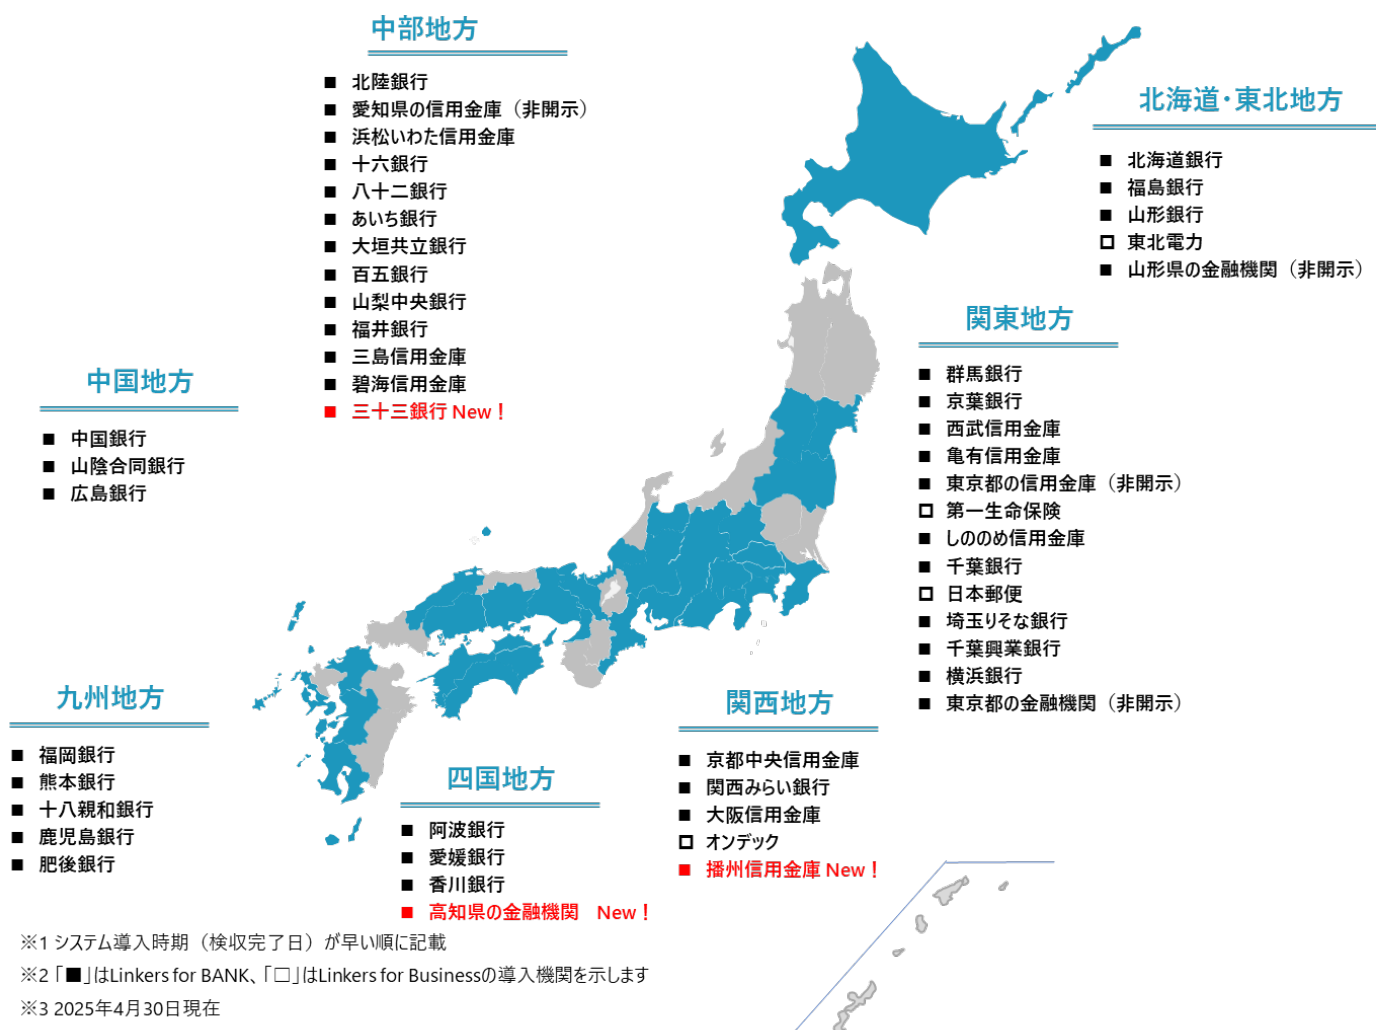 中部地方
■ 北陸銀行
■ 愛知県の信用金庫（非開示）
■ 浜松いわた信用金庫
■ 十六銀行
■ 八十二銀行
■ あいち銀行
■ 大垣共立銀行
■ 百五銀行
■ 山梨中央銀行
■ 福井銀行
■ 三島信用金庫
■ 碧海信用金庫
■ 三十三銀行 New！
北海道・東北地方
■ 北海道銀行
■ 福島銀行
■ 山形銀行
□ 東北電力
■ 山形県の金融機関（非開示）
関東地方
■ 群馬銀行
■ 京葉銀行
■ 西武信用金庫
■ 亀有信用金庫
■ 東京都の信用金庫（非開示）
□ 第一生命保険
■ しののめ信用金庫
■ 千葉銀行
□ 日本郵便
■ 埼玉りそな銀行
■ 千葉興業銀行
■ 横浜銀行
■ 東京都の金融機関（非開示）
中国地方
■ 中国銀行
■ 山陰合同銀行
■ 広島銀行
九州地方
■ 福岡銀行
■ 熊本銀行
■ 十八親和銀行
■ 鹿児島銀行
■ 肥後銀行
四国地方
■ 阿波銀行
■ 愛媛銀行
■ 香川銀行
■ 高知県の金融機関　New！
関西地方
■ 京都中央信用金庫
■ 関西みらい銀行
■ 大阪信用金庫
□ オンデック
■ 播州信用金庫 New！
※1 システム導入時期（検収完了日）が早い順に記載
※2 「■」はLinkers for BANK、「□」はLinkers for Businessの導入機関を示します
※3 2025年4月30日現在